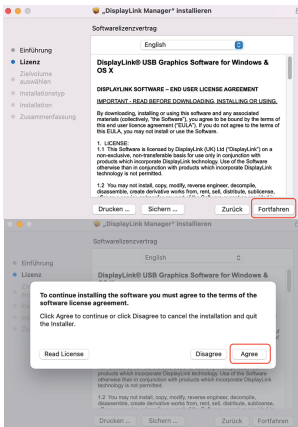 „DisplayLink Manager“ installieren
Softwarelizenzvertrag
English
Einführung
Lizenz
Zielvolume
auswählen
Installationstyp
Installation
Zusammenfassung
DisplayLink® USB Graphics Software for Windows &
OS X
DISPLAYLINK SOFTWARE – END USER LICENSE AGREEMENT
IMPORTANT - READ BEFORE DOWNLOADING, INSTALLING OR USING.
By downloading, installing or using this software and any associated
materials (collectively, the "Software"), you agree to be bound by the terms of
this end user licence agreement ("EULA"). If you do not agree to the terms of
this EULA, you may not install or use the Software.
1. LICENSE:
1.1 This Software is licensed by DisplayLink (UK) Ltd ("DisplayLink") on a
non-exclusive, non-transferable basis for use only in conjunction with
products which incorporate DisplayLink technology. Use of the Software
otherwise than in conjunction with products which incorporate DisplayLink
technology is not permitted.
1.2 You may not install, copy, modify, reverse engineer, decompile,
disassemble, create derivative works from, rent, sell, distribute, sublicense,
Drucken ...
Sichern ...
Zurück
Fortfahren
„DisplayLink Manager“ installieren
Softwarelizenzvertrag
English
Einführung
Lizenz
DisplayLink® USB Graphics Software for Windows &
To continue installing the software you must agree to the terms of the
software license agreement.
Click Agree to continue or click Disagree to cancel the installation and quit
the Installer.
Read License
Disagree
Agree
products which incorporate DisplayLink technology. Use of the Software
otherwise than in conjunction with products which incorporate DisplayLink
technology is not permitted.
1.2 You may not install, copy, modify, reverse engineer, decompile,
disassemble, create derivative works from, rent, sell, distribute, sublicense,
Drucken ...
Sichern ...
Zurück
Fortfahren